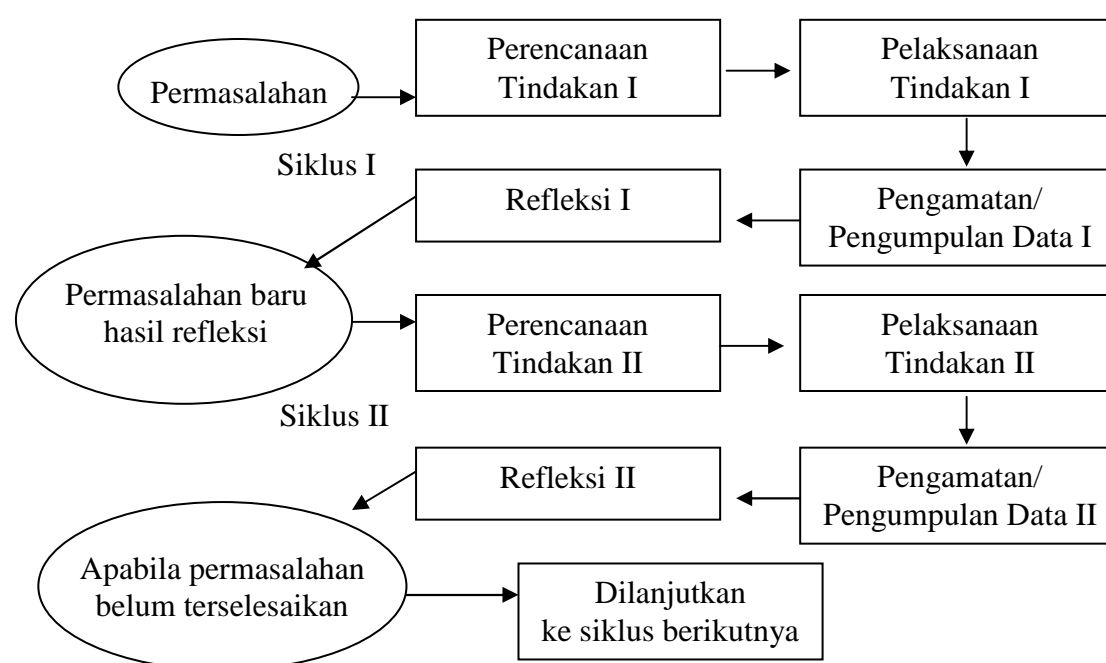 Permasalahan
Perencanaan
Tindakan I
Pelaksanaan
Tindakan I
Siklus I
Refleksi I
Pengamatan/
Pengumpulan Data I
Permasalahan baru
hasil refleksi
Perencanaan
Tindakan II
Pelaksanaan
Tindakan II
Siklus II
Refleksi II
Pengamatan/
Pengumpulan Data II
Apabila permasalahan
belum terselesaikan
Dilanjutkan
ke siklus berikutnya